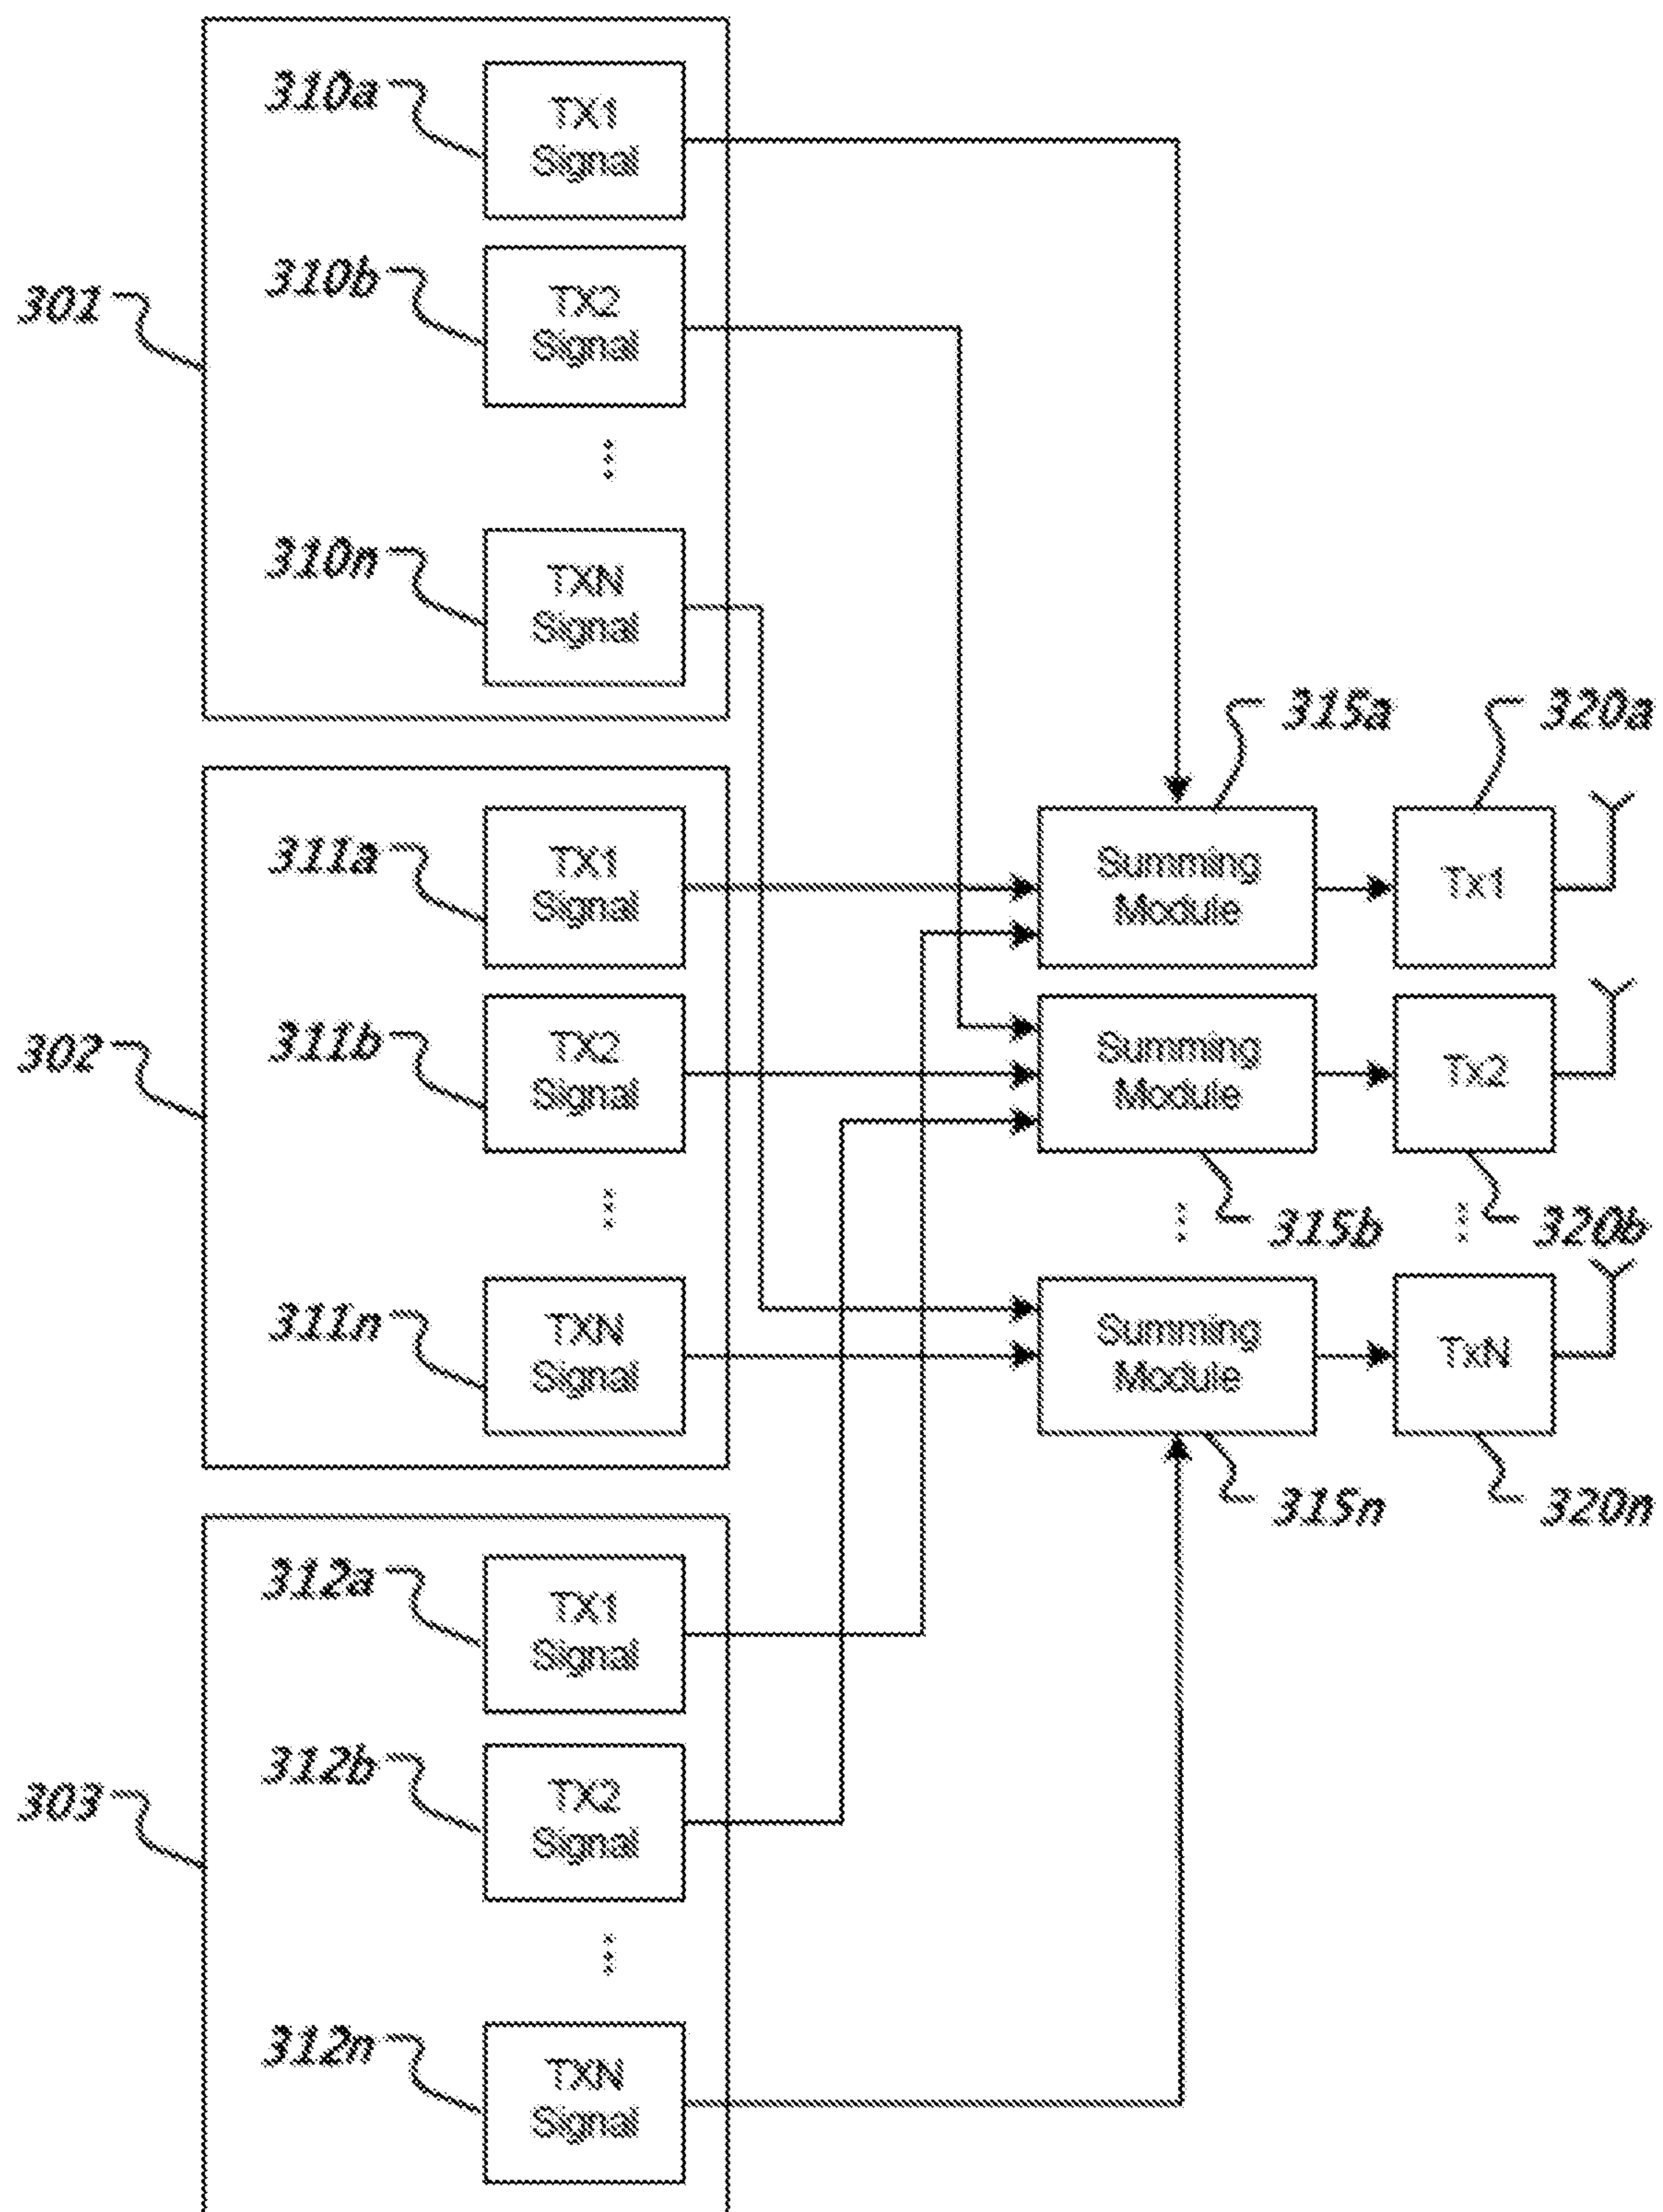 310a
TX1
Signal
301
310b
TX2
Signal
310n
TXN
Signal
315a
320a
302
311a
TX1
Signal
Summing
Module
Tx1
311b
TX2
Signal
Summing
Module
Tx2
315b
320b
311n
TXN
Signal
Summing
Module
TxN
315n
320n
303
312a
TX1
Signal
312b
TX2
Signal
312n
TXN
Signal